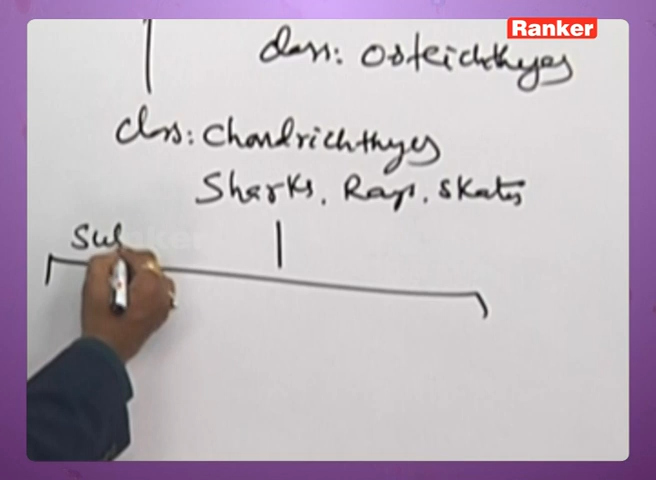 Ranker
class: Osteichthyes
class: Chondrichthyes
Sharks, Rays, Skates
Sub